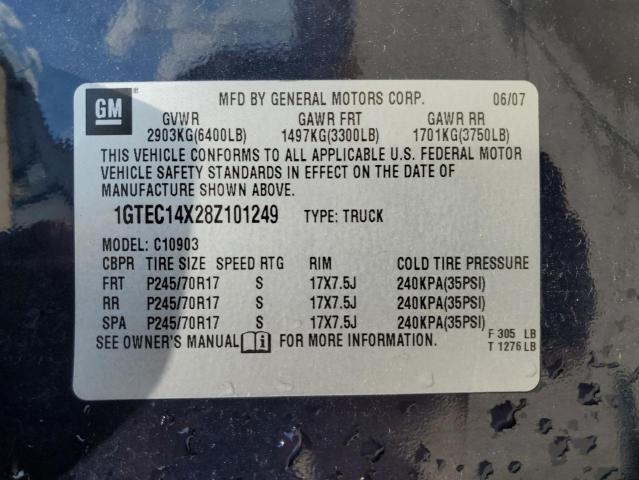 GM ®
MFD BY GENERAL MOTORS CORP. 06/07
GVWR GAWR FRT GAWR RR
2903KG(6400LB) 1497KG(3300LB) 1701KG(3750LB)
THIS VEHICLE CONFORMS TO ALL APPLICABLE U.S. FEDERAL MOTOR
VEHICLE SAFETY STANDARDS IN EFFECT ON THE DATE OF
MANUFACTURE SHOWN ABOVE.
1GTEC14X28Z101249 TYPE: TRUCK
MODEL: C10903
CBPR TIRE SIZE SPEED RTG RIM COLD TIRE PRESSURE
FRT P245/70R17 S 17X7.5J 240KPA(35PSI)
RR P245/70R17 S 17X7.5J 240KPA(35PSI)
SPA P245/70R17 S 17X7.5J 240KPA(35PSI)
SEE OWNER'S MANUAL i FOR MORE INFORMATION.
F 305 LB
T 1276 LB